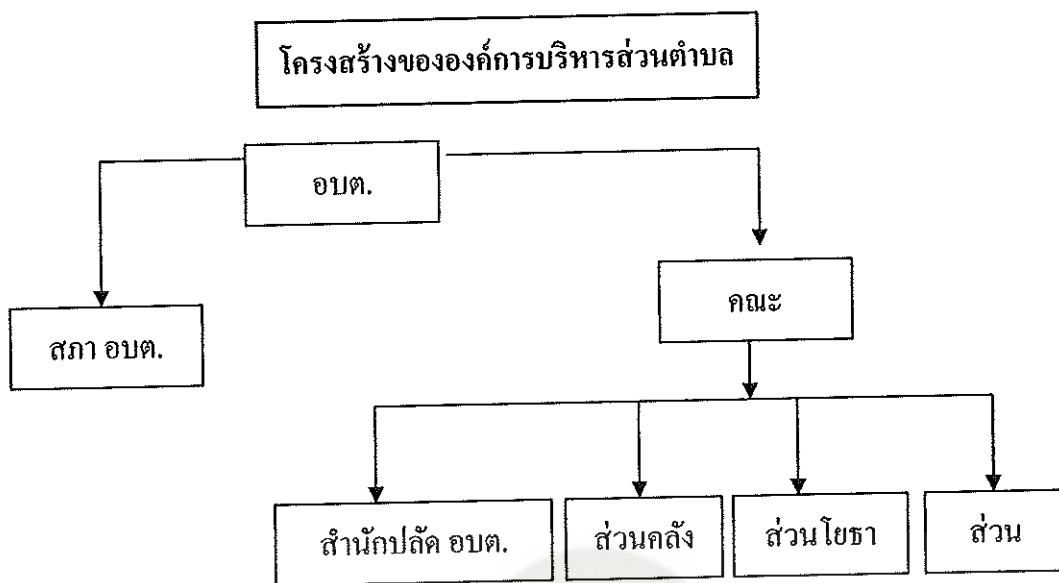 โครงสร้างขององค์การบริหารส่วนตำบล
อบต.
คณะ
สภา อบต.
สำนักปลัด อบต.
ส่วนคลัง
ส่วนโยธา
ส่วน